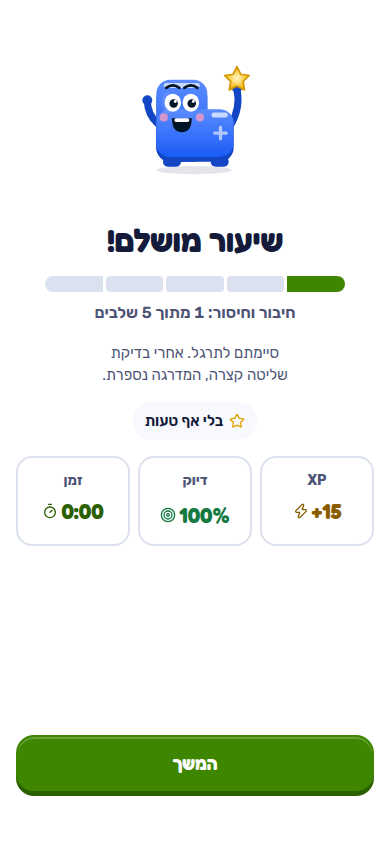 שיעור מושלם!
חיבור וחיסור: 1 מתוך 5 שלבים
סיימתם לתרגל. אחרי בדיקת
שליטה קצרה, המדרגה נספרת.
בלי אף טעות
XP
+15
דיוק
100%
זמן
0:00
המשך